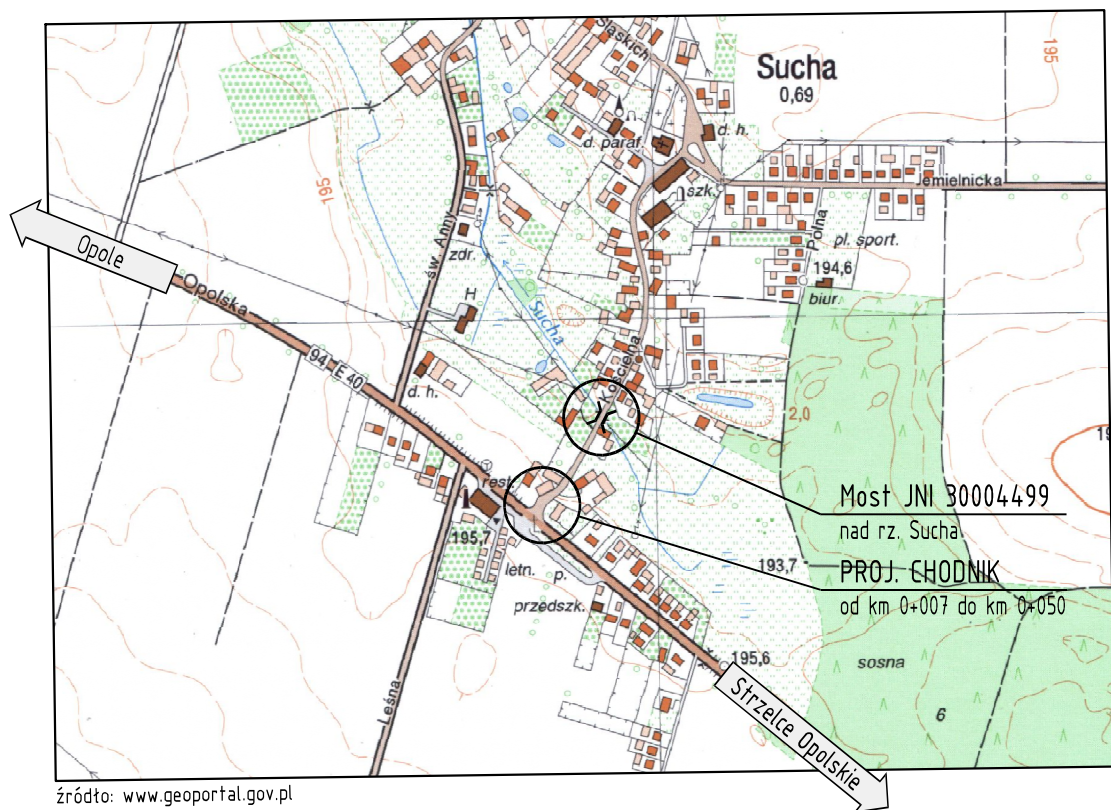 Śląskich
Sucha
0,69
195
d. paraf.
d. h.
szk.
Jemielnicka
195
Polna
pl. sport.
św. Anny
zdr.
Opole
194,6
biur.
H
Opolska
Sucha
Kościelna
94, E 40
d. h.
2,0
rest.
Most JNI 30004499
nad rz. Sucha
195,7
letn.
p.
193,7
PROJ. CHODNIK
od km 0+007 do km 0+050
przedszk.
195,6
sosna
Leśna
Strzelce Opolskie
6
źródło: www.geoportal.gov.pl